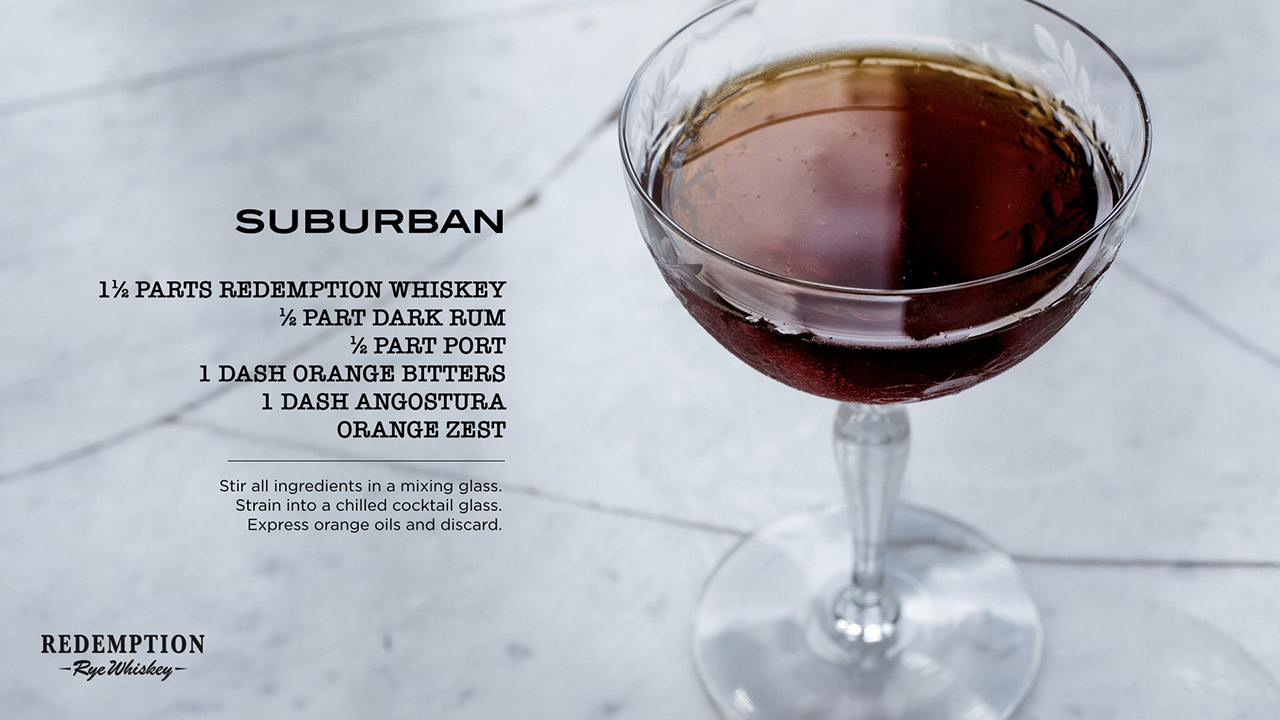 SUBURBAN
1½ PARTS REDEMPTION WHISKEY
½ PART DARK RUM
½ PART PORT
1 DASH ORANGE BITTERS
1 DASH ANGOSTURA
ORANGE ZEST
Stir all ingredients in a mixing glass.
Strain into a chilled cocktail glass.
Express orange oils and discard.
REDEMPTION
Rye Whiskey